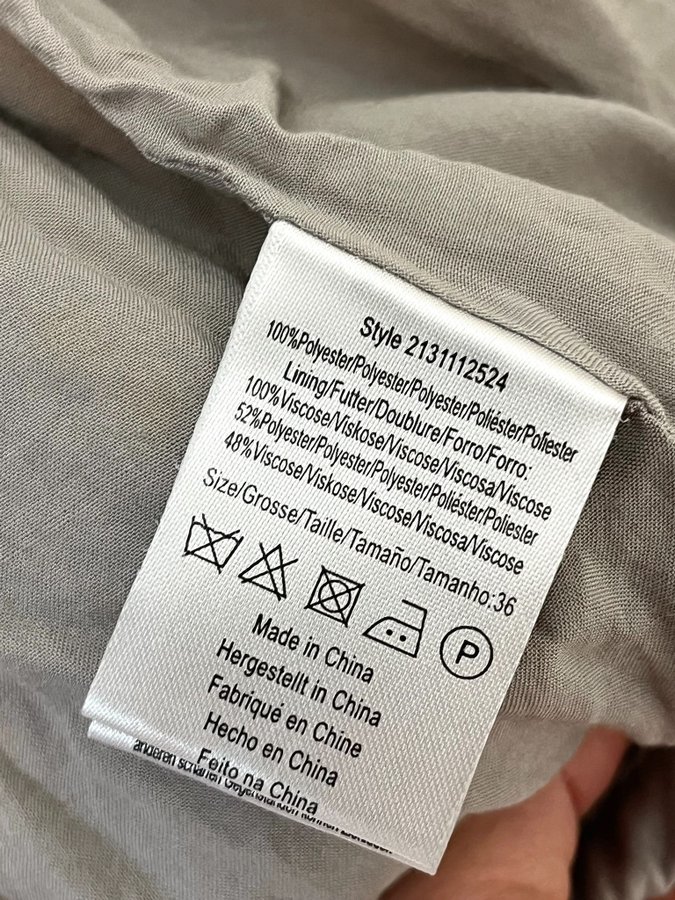 Style 2131112524
100%Polyester/Polyester/Polyester/Poliéster/Poliester
Lining/Futter/Doublure/Forro/Forro:
100%Viscose/Viskose/Viscose/Viscosa/Viscose
52%Polyester/Polyester/Polyester/Poliéster/Poliester
48%Viscose/Viskose/Viscose/Viscosa/Viscose
Size/Grosse/Taille/Tamaño/Tamanho:36
P
Made in China
Hergestellt in China
Fabriqué en Chine
Hecho en China
Feito na China
anderen